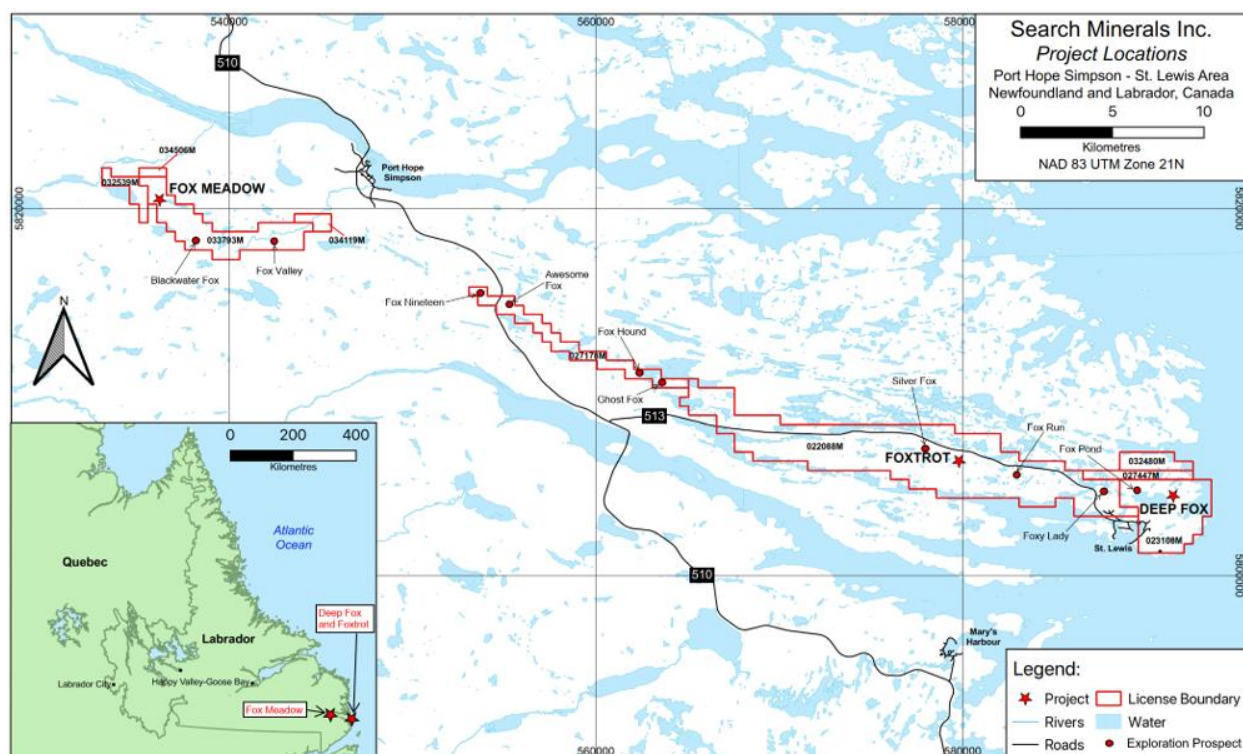 540000
560000
580000
Search Minerals Inc.
Project Locations
Port Hope Simpson - St. Lewis Area
Newfoundland and Labrador, Canada
0 5 10
Kilometres
NAD 83 UTM Zone 21N
510
034506M
032539M
FOX MEADOW
Port Hope
Simpson
5820000
5820000
033793M
034119M
Blackwater Fox
Fox Valley
N
Fox Nineteen
Awesome
Fox
Fox Hound
027178M
Ghost Fox
513
Silver Fox
022088M
FOXTROT
Fox Run
Fox Pond
032480M
027447M
DEEP FOX
Foxy Lady
St. Lewis
023108M
510
5800000
Mary's
Harbour
560000
580000
0 200 400
Kilometres
Atlantic
Ocean
Quebec
Labrador
Deep Fox
and Foxtrot
Labrador City
Happy Valley-Goose Bay
Fox Meadow
Legend:
Project
License Boundary
Rivers
Water
Roads
Exploration Prospect